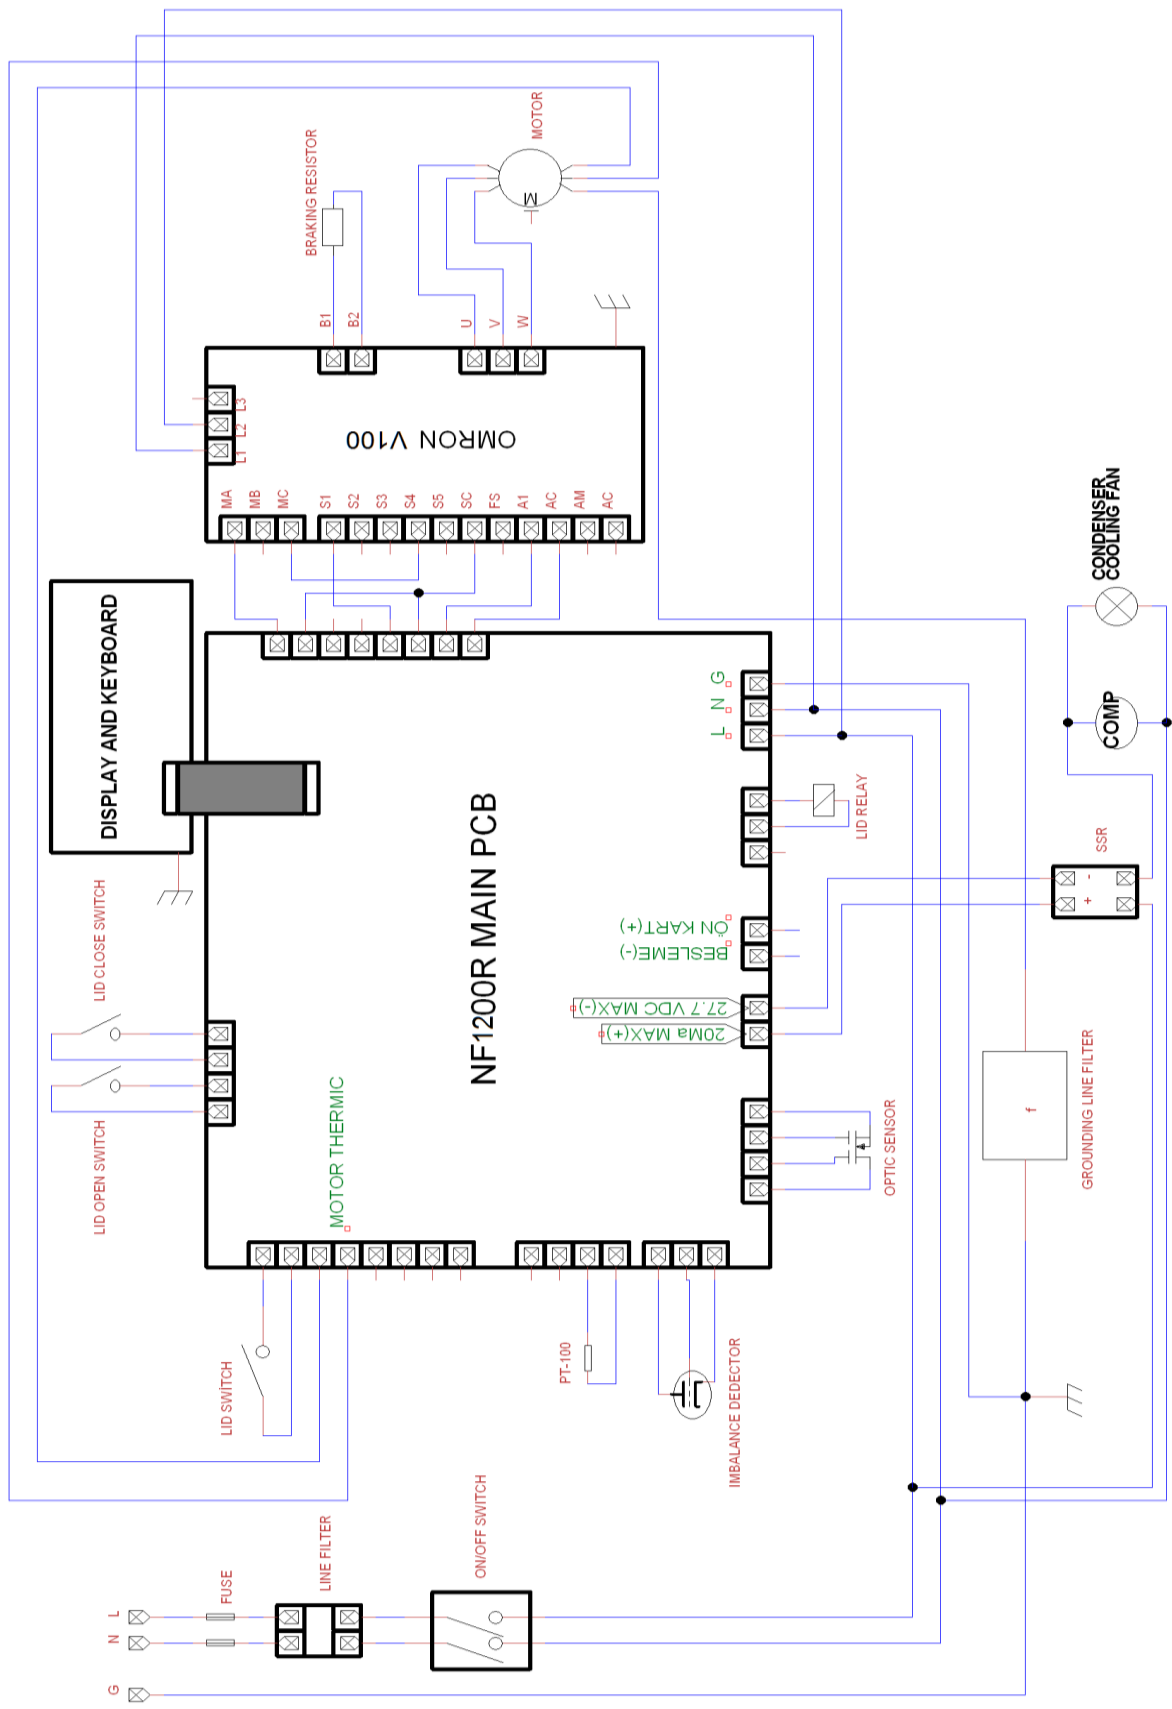 MOTOR
BRAKING RESISTOR
M
B1
B2
U
V
W
L3
L2
L1
OMRON V100
MA
MB
MC
S1
S2
S3
S4
S5
SC
FS
A1
AC
AM
AC
CONDENSER
COOLING FAN
DISPLAY AND KEYBOARD
G
N
L
COMP
LID RELAY
SSR
-
+
NF1200R MAIN PCB
ÖN KART(+)
BESLEME(-)
27.7 VDC MAX(-)
20Ma MAX(+)
LID CLOSE SWITCH
LID OPEN SWITCH
MOTOR THERMIC
OPTIC SENSOR
f
GROUNDING LINE FILTER
LID SWİTCH
PT-100
IMBALANCE DEDECTOR
ON/OFF SWITCH
LINE FILTER
FUSE
L
N
G